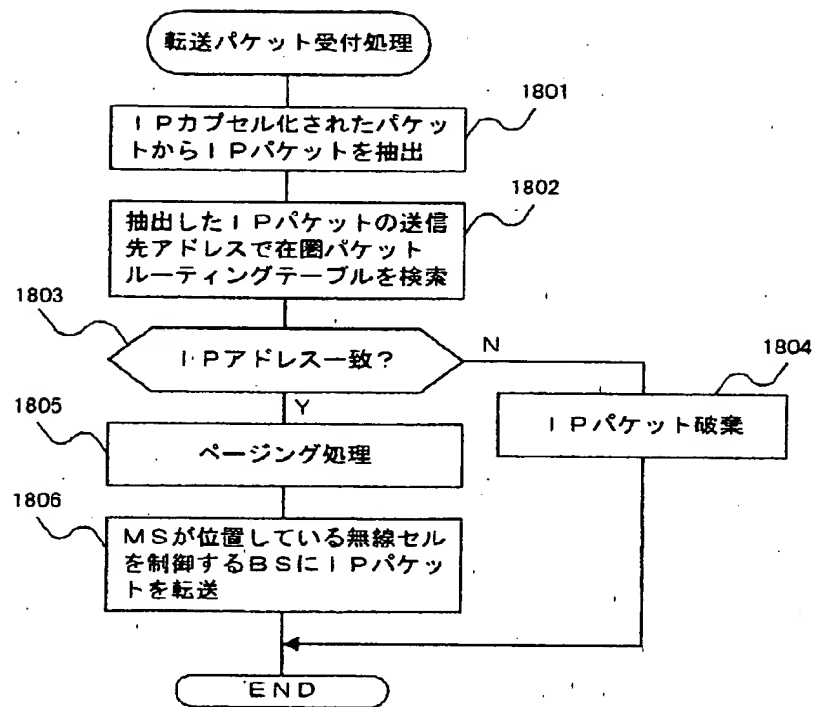 転送パケット受付処理
1801
ＩＰカプセル化されたパケッ
トからＩＰパケットを抽出
1802
抽出したＩＰパケットの送信
先アドレスで在圏パケット
ルーティングテーブルを検索
1803
ＩＰアドレス一致？
N
1804
ＩＰパケット破棄
Y
1805
ページング処理
1806
ＭＳが位置している無線セル
を制御するＢＳにＩＰパケッ
トを転送
ＥＮＤ